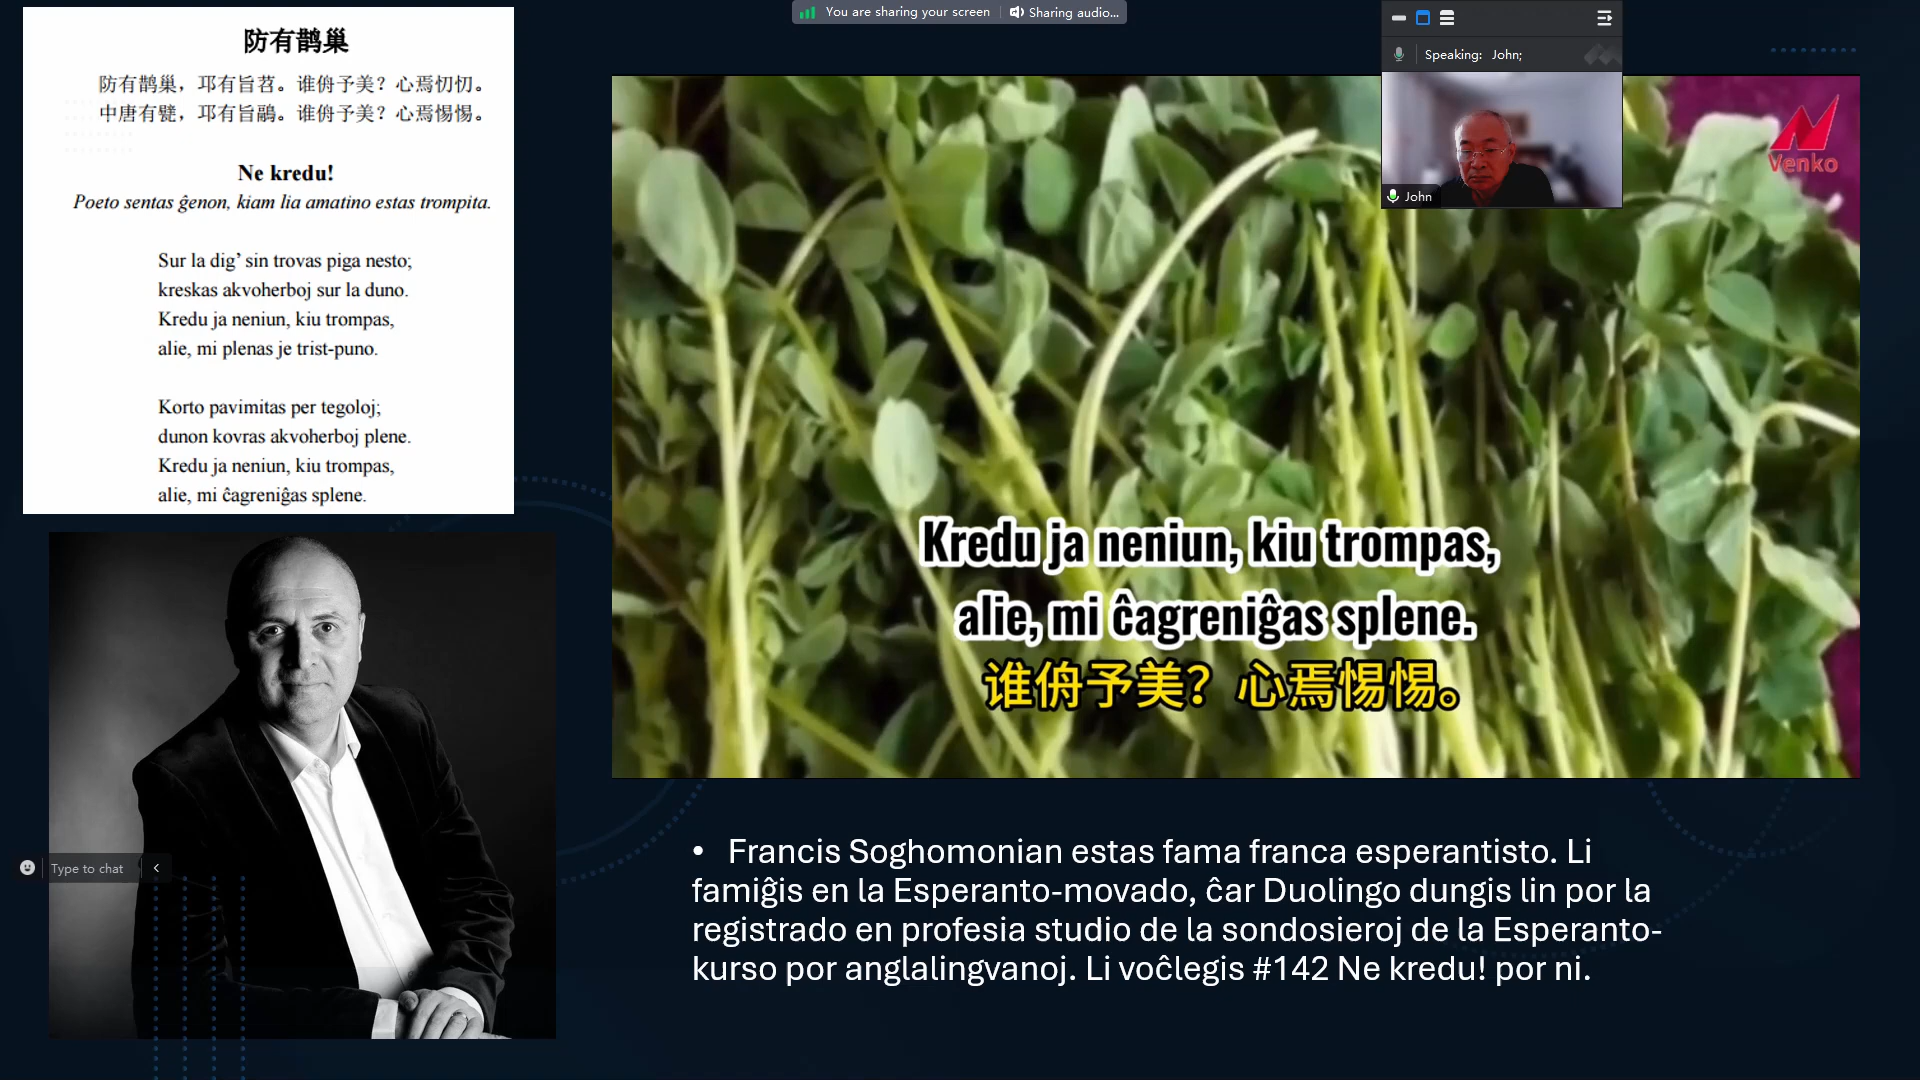 You are sharing your screen
Sharing audio...
防有鹊巢
防有鹊巢，邛有旨苕。谁侜予美？心焉忉忉。
中唐有甓，邛有旨鷊。谁侜予美？心焉惕惕。
Ne kredu!
Poeto sentas ĝenon, kiam lia amatino estas trompita.
Sur la dig’ sin trovas piga nesto;
kreskas akvoherboj sur la duno.
Kredu ja neniun, kiu trompas,
alie, mi plenas je trist-puno.
Korto pavimitas per tegoloj;
dunon kovras akvoherboj plene.
Kredu ja neniun, kiu trompas,
alie, mi ĉagreniĝas splene.
Speaking: John;
John
Venko
Kredu ja neniun, kiu trompas,
alie, mi ĉagreniĝas splene.
谁侜予美？心焉惕惕。
Type to chat
• Francis Soghomonian estas fama franca esperantisto. Li
famiĝis en la Esperanto-movado, ĉar Duolingo dungis lin por la
registrado en profesia studio de la sondosieroj de la Esperanto-
kurso por anglalingvanoj. Li voĉlegis #142 Ne kredu! por ni.